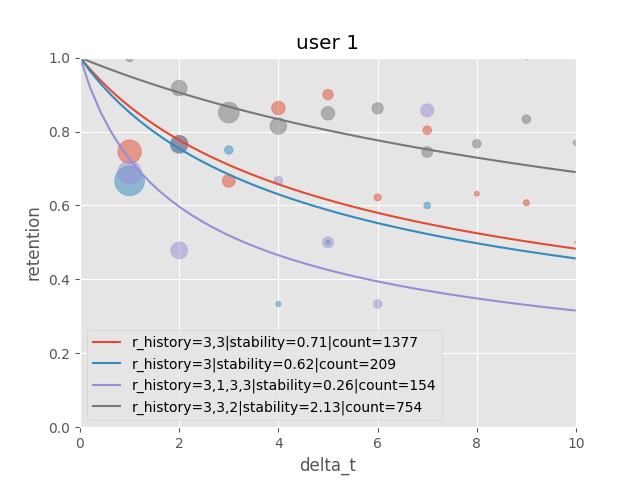 user 1
1.0
0.8
0.6
0.4
0.2
0.0
retention
r_history=3,3|stability=0.71|count=1377
r_history=3|stability=0.62|count=209
r_history=3,1,3,3|stability=0.26|count=154
r_history=3,3,2|stability=2.13|count=754
0 2 4 6 8 10
delta_t